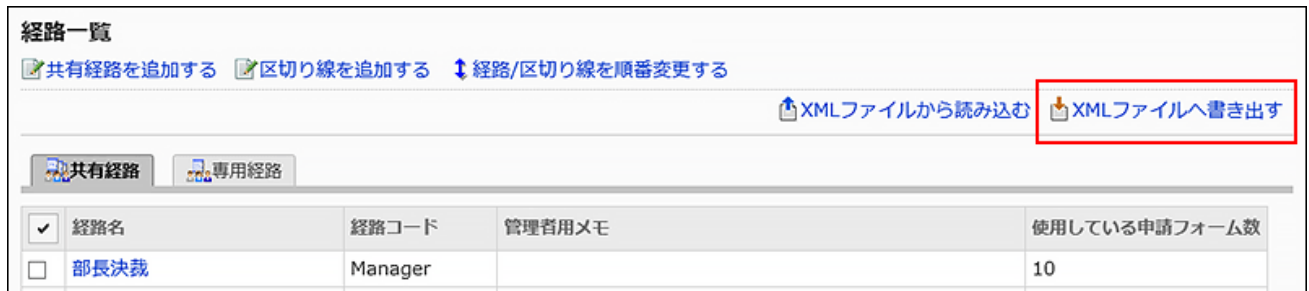 経路一覧
共有経路を追加する 区切り線を追加する 経路/区切り線を順番変更する
XMLファイルから読み込む XMLファイルへ書き出す
共有経路 専用経路
経路名 経路コード 管理者用メモ 使用している申請フォーム数
部長決裁 Manager 10